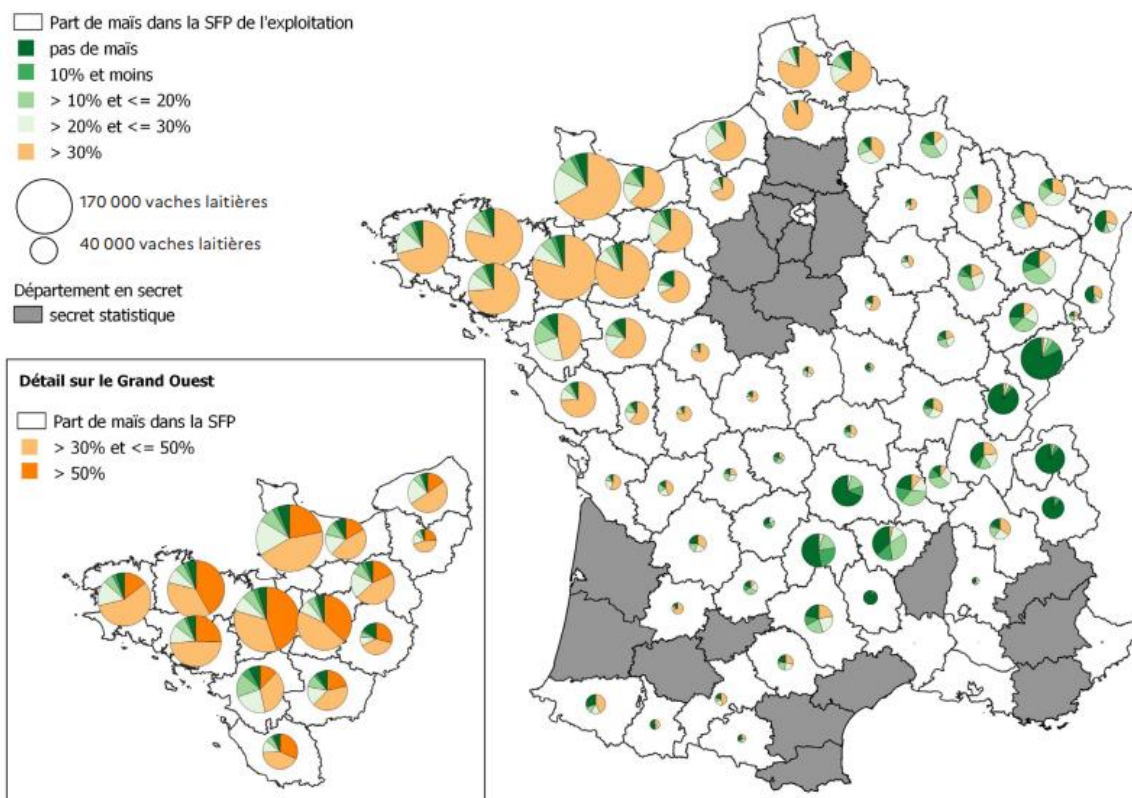 Part de maïs dans la SFP de l'exploitation
pas de maïs
10% et moins
> 10% et <= 20%
> 20% et <= 30%
> 30%
170 000 vaches laitières
40 000 vaches laitières
Département en secret
secret statistique
Détail sur le Grand Ouest
Part de maïs dans la SFP
> 30% et <= 50%
> 50%